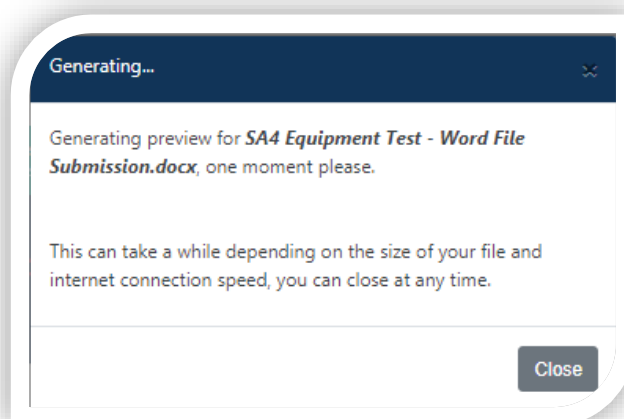 Generating...
Generating preview for SA4 Equipment Test - Word File
Submission.docx, one moment please.
This can take a while depending on the size of your file and
internet connection speed, you can close at any time.
Close